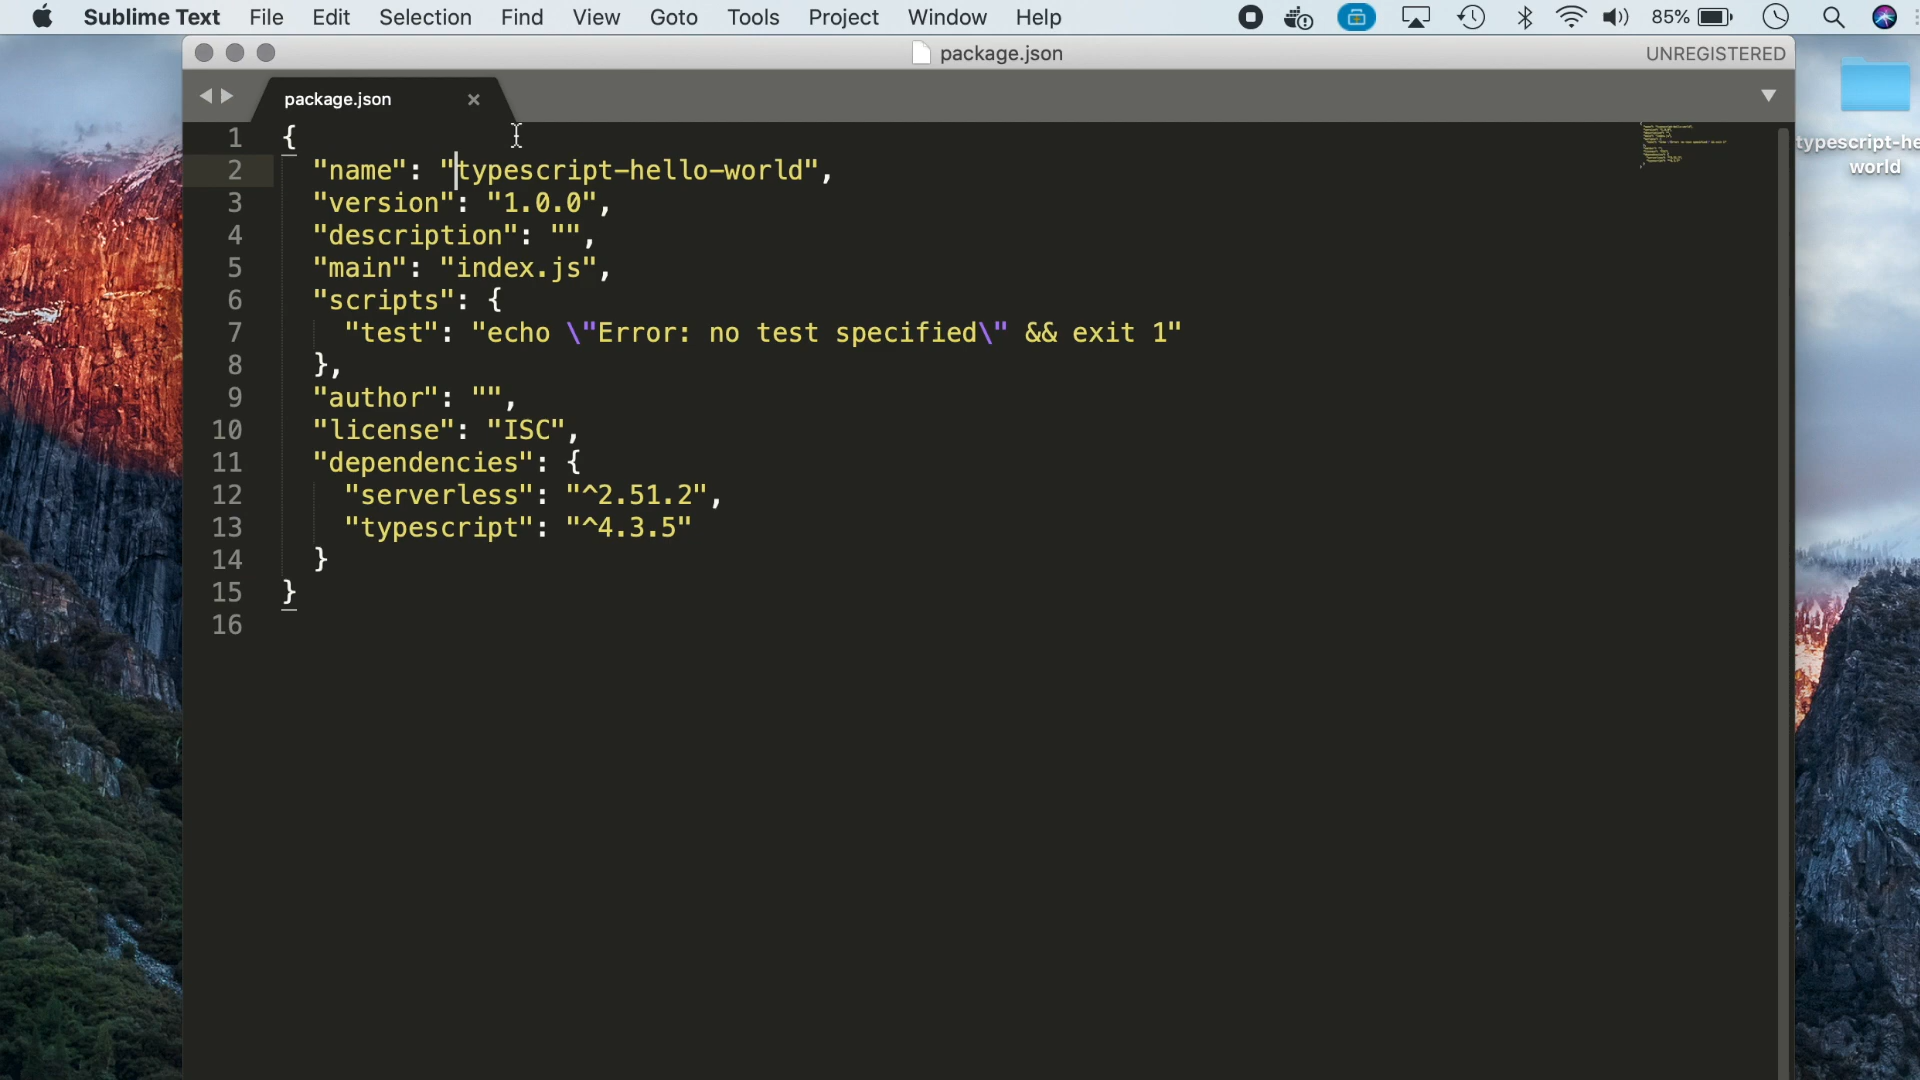 Sublime Text File Edit Selection Find View Goto Tools Project Window Help 85%
package.json UNREGISTERED
package.json ×
typescript-he
world
1 {
2 "name": "typescript-hello-world",
3 "version": "1.0.0",
4 "description": "",
5 "main": "index.js",
6 "scripts": {
7 "test": "echo \"Error: no test specified\" && exit 1"
8 },
9 "author": "",
10 "license": "ISC",
11 "dependencies": {
12 "serverless": "^2.51.2",
13 "typescript": "^4.3.5"
14 }
15 }
16